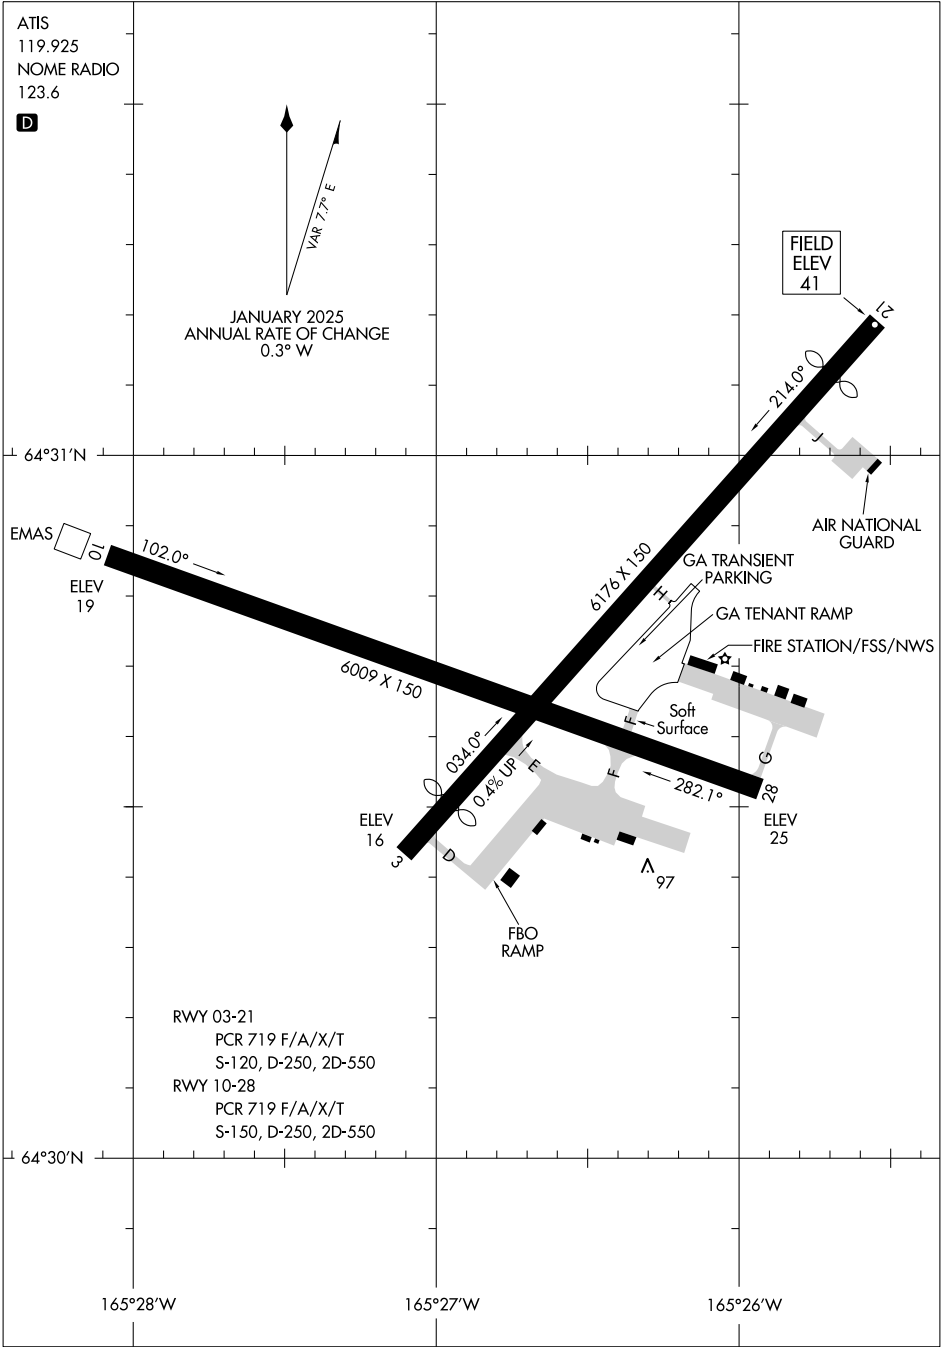 ATIS
119.925
NOME RADIO
123.6
D
VAR 7.7° E
JANUARY 2025
ANNUAL RATE OF CHANGE
0.3° W
FIELD
ELEV
41
21
214.0°
J
64°31'N
AIR NATIONAL
GUARD
EMAS
10
102.0°
ELEV
19
6176 X 150
GA TRANSIENT
PARKING
H
GA TENANT RAMP
FIRE STATION/FSS/NWS
6009 X 150
Soft
Surface
F
034.0°
0.4% UP
E
F
G
282.1°
28
ELEV
25
ELEV
16
3
D
97
FBO
RAMP
RWY 03-21
PCR 719 F/A/X/T
S-120, D-250, 2D-550
RWY 10-28
PCR 719 F/A/X/T
S-150, D-250, 2D-550
64°30'N
165°28'W
165°27'W
165°26'W